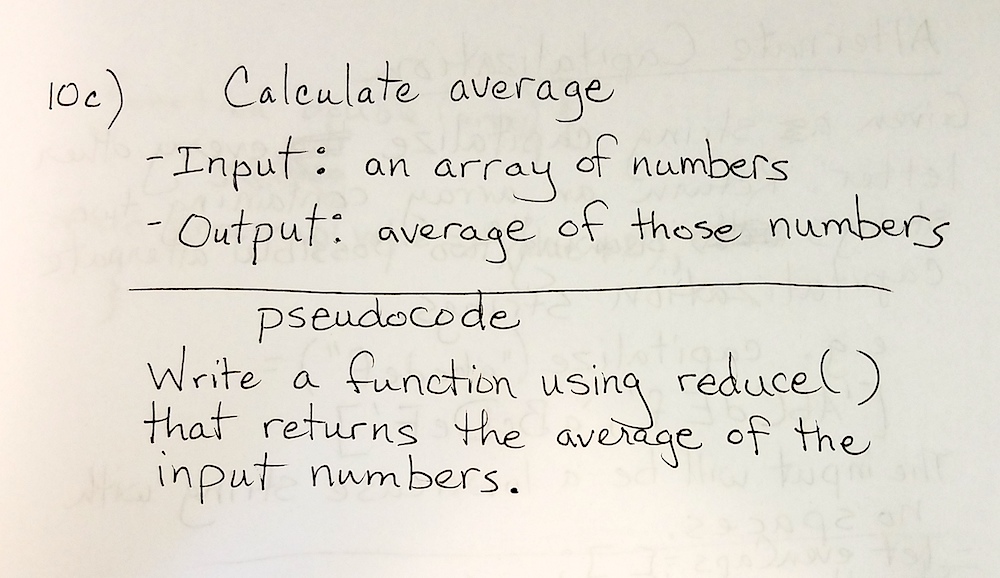 10c) Calculate average
- Input: an array of numbers
- Output: average of those numbers
pseudocode
Write a function using reduce()
that returns the average of the
input numbers.